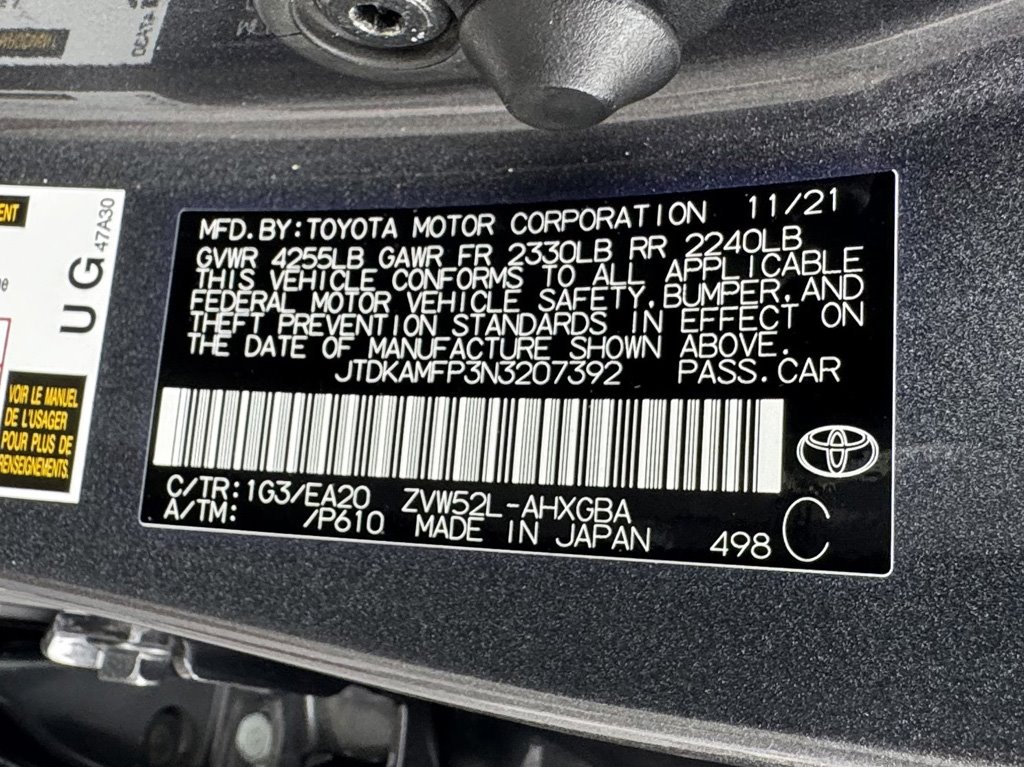 MFD. BY: TOYOTA MOTOR CORPORATION 11/21
GVWR 4255LB GAWR FR 2330LB RR 2240LB
THIS VEHICLE CONFORMS TO ALL APPLICABLE
FEDERAL MOTOR VEHICLE SAFETY, BUMPER, AND
THEFT PREVENTION STANDARDS IN EFFECT ON
THE DATE OF MANUFACTURE SHOWN ABOVE.
JTDKAMFP3N3207392 PASS. CAR
C/TR: 1G3/EA20 ZVW52L-AHXGBA
A/TM: /P610 MADE IN JAPAN 498 C
UG 47A30
VOIR LE MANUEL
DE L'USAGER
POUR PLUS DE
RENSEIGNEMENTS.